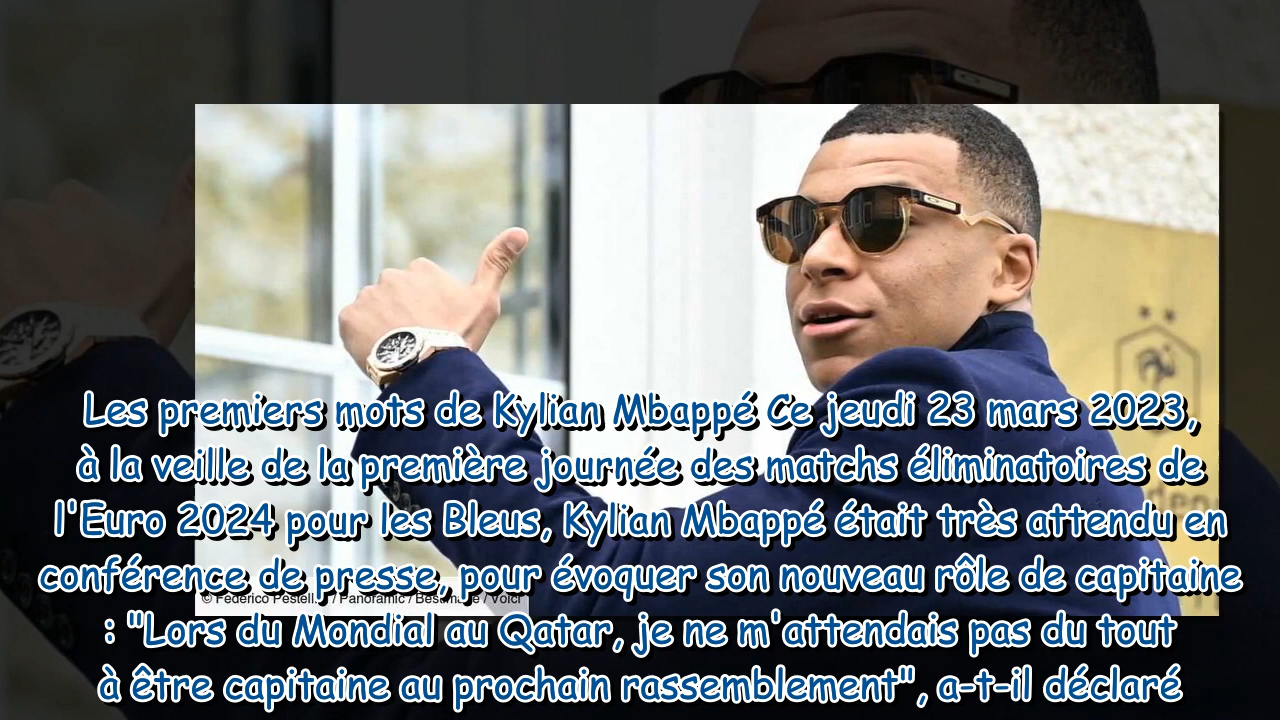 Les premiers mots de Kylian Mbappé Ce jeudi 23 mars 2023,
à la veille de la première journée des matchs éliminatoires de
l'Euro 2024 pour les Bleus, Kylian Mbappé était très attendu en
conférence de presse, pour évoquer son nouveau rôle de capitaine
© Federico / Panoramic / / Voici
: "Lors du Mondial au Qatar, je ne m'attendais pas du tout
à être capitaine au prochain rassemblement", a-t-il déclaré